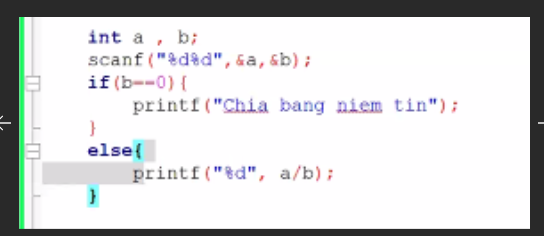 int a , b;
scanf("%d%d",&a,&b);
if(b==0){
printf("Chia bang niem tin");
}
else{
printf("%d", a/b);
}